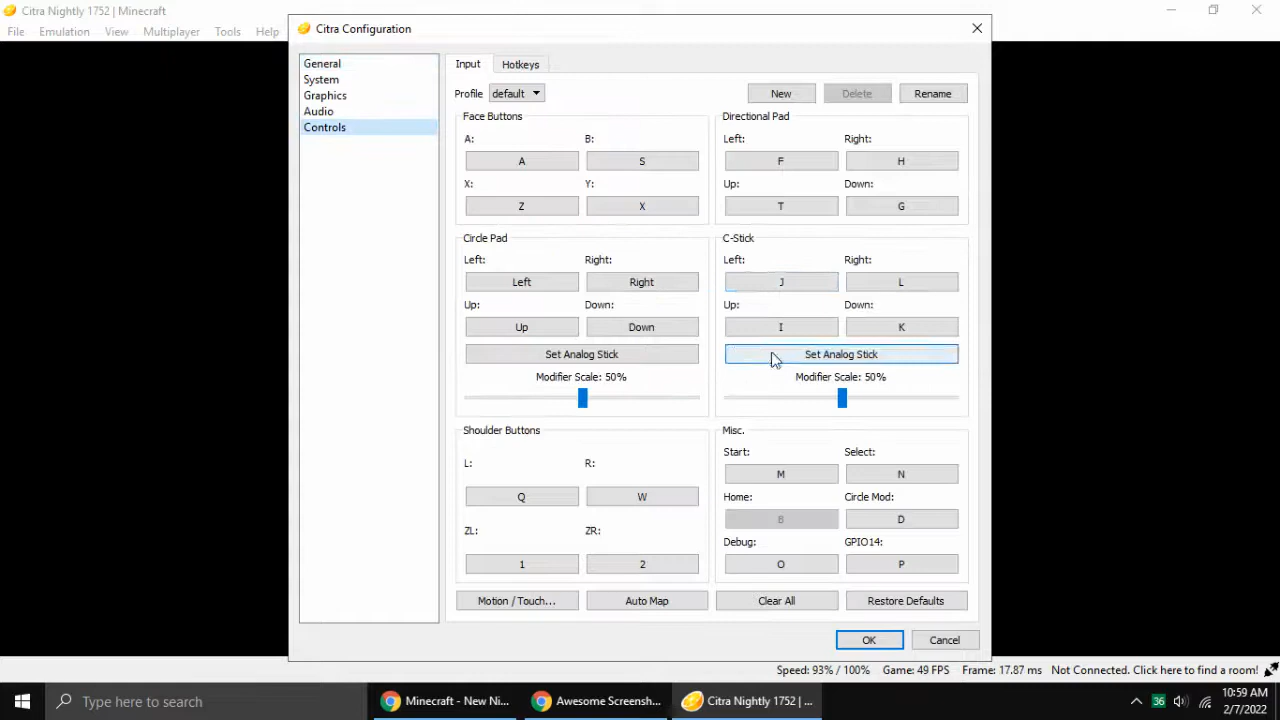 Citra Nightly 1752 | Minecraft
File Emulation View Multiplayer Tools Help
Citra Configuration
General
System
Graphics
Audio
Controls
Input Hotkeys
Profile default New Delete Rename
Face Buttons
A: B:
A S
X: Y:
Z X
Directional Pad
Left: Right:
F H
Up: Down:
T G
Circle Pad
Left: Right:
Left Right
Up: Down:
Up Down
Set Analog Stick
Modifier Scale: 50%
C-Stick
Left: Right:
J L
Up: Down:
I K
Set Analog Stick
Modifier Scale: 50%
Shoulder Buttons
L: R:
Q W
ZL: ZR:
1 2
Misc.
Start: Select:
M N
Home: Circle Mod:
B D
Debug: GPIO14:
O P
Motion / Touch... Auto Map Clear All Restore Defaults
OK Cancel
Speed: 93% / 100% Game: 49 FPS Frame: 17.87 ms Not Connected. Click here to find a room!
Type here to search
Minecraft - New Ni...
Awesome Screensh...
Citra Nightly 1752 | ...
36
10:59 AM
2/7/2022